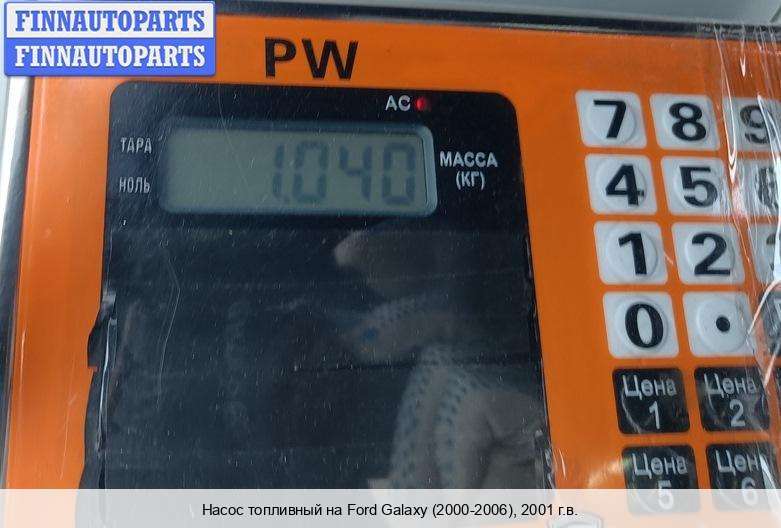 FINNAUTOPARTS
FINNAUTOPARTS
PW
AC
ТАРА
НОЛЬ
1.040
МАССА
(КГ)
7 8 9
4 5
1 2
0 .
Цена 1
Цена 2
Цена 5
Цена 6
Насос топливный на Ford Galaxy (2000-2006), 2001 г.в.